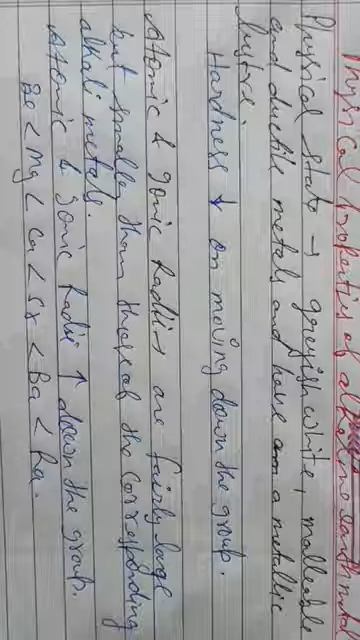 Physical properties of alkaline earth metal
Physical state → greyish white, malleable
and ductile metals and have am a metallic
lustre.
Hardness ↓ on moving down the group.
Atomic & Ionic Radii → are fairly large
but smaller than those of the corresponding
alkali metals.
Atomic & Ionic Radii ↑ down the group.
Be < Mg < Ca < Sr < Ba < Ra.